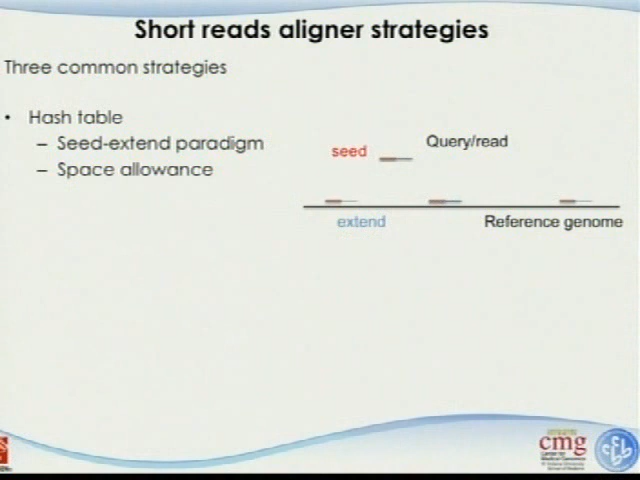 Short reads aligner strategies
Three common strategies
• Hash table
– Seed-extend paradigm
– Space allowance
seed
Query/read
extend
Reference genome
cmg